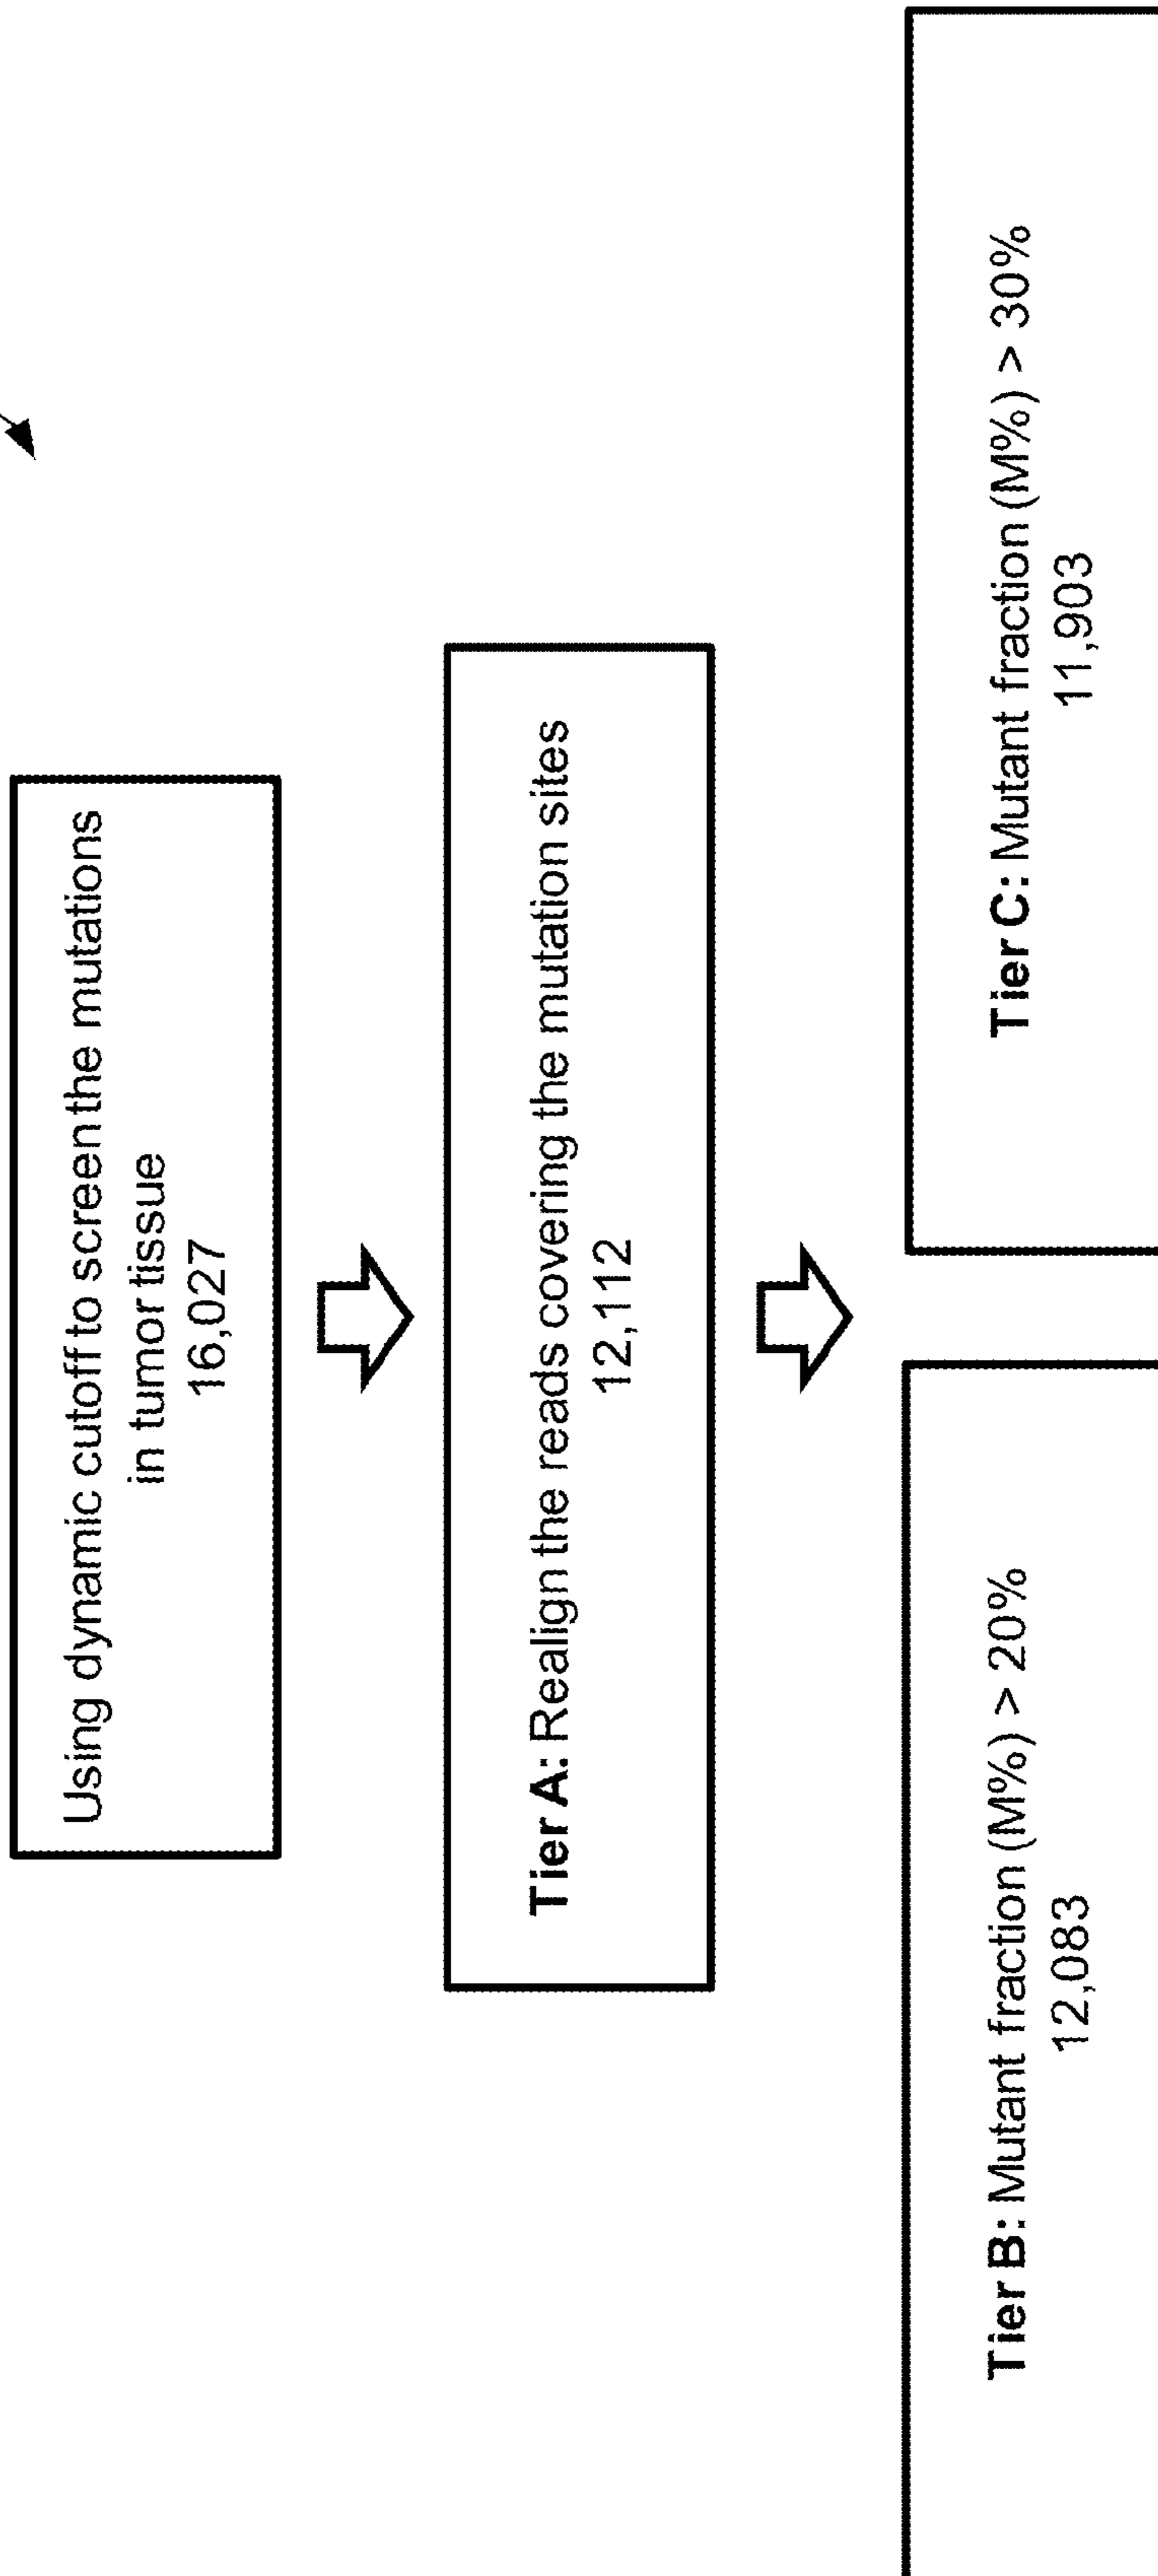 Using dynamic cutoff to screen the mutations
in tumor tissue
16,027
Tier A: Realign the reads covering the mutation sites
12,112
Tier B: Mutant fraction (M%) > 20%
12,083
Tier C: Mutant fraction (M%) > 30%
11,903